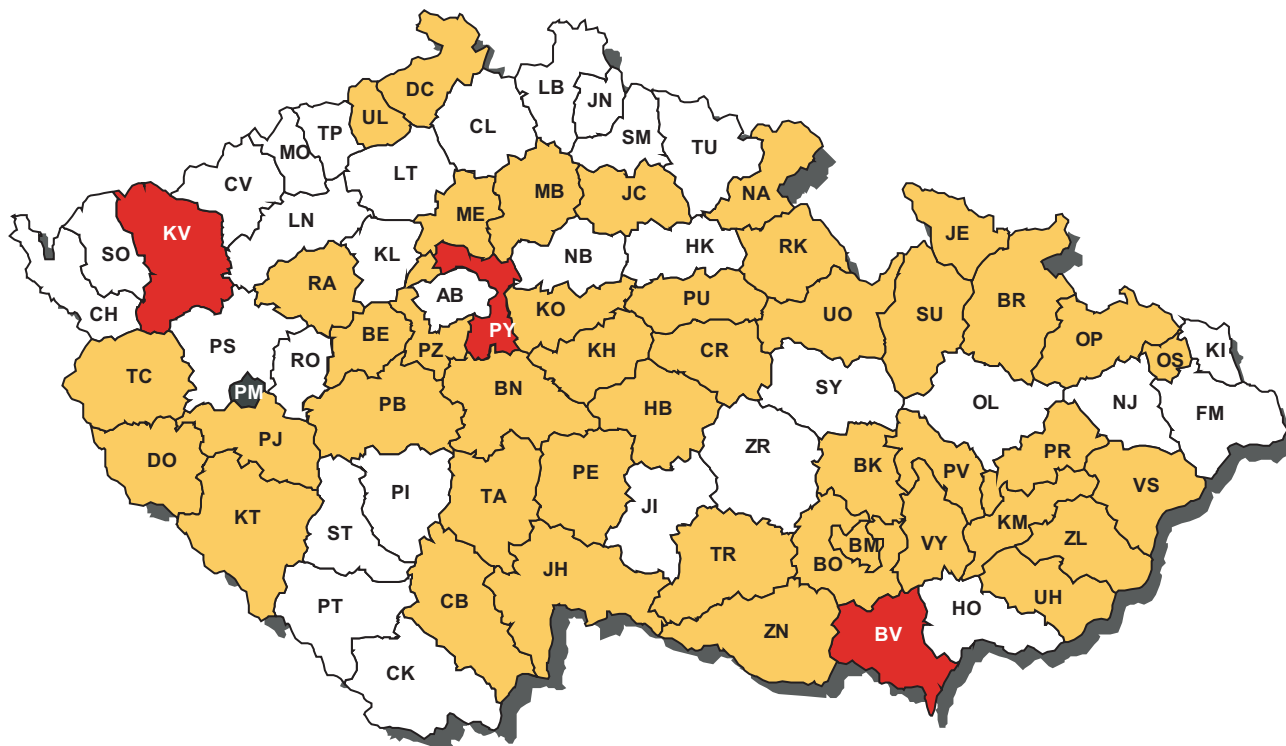 DC
LB
JN
UL
CL
TP
SM
TU
MO
LT
CV
MB
JC
NA
ME
LN
KV
JE
SO
KL
NB
HK
RK
RA
AB
PU
BR
CH
KO
SU
UO
PY
BE
OP
PS
KH
CR
KI
RO
PZ
OS
TC
BN
SY
PM
PB
HB
OL
NJ
FM
PJ
ZR
PR
DO
BK
PV
PE
VS
PI
TA
JI
KT
KM
ST
ZL
VY
BM
TR
BO
JH
UH
CB
PT
HO
ZN
BV
CK